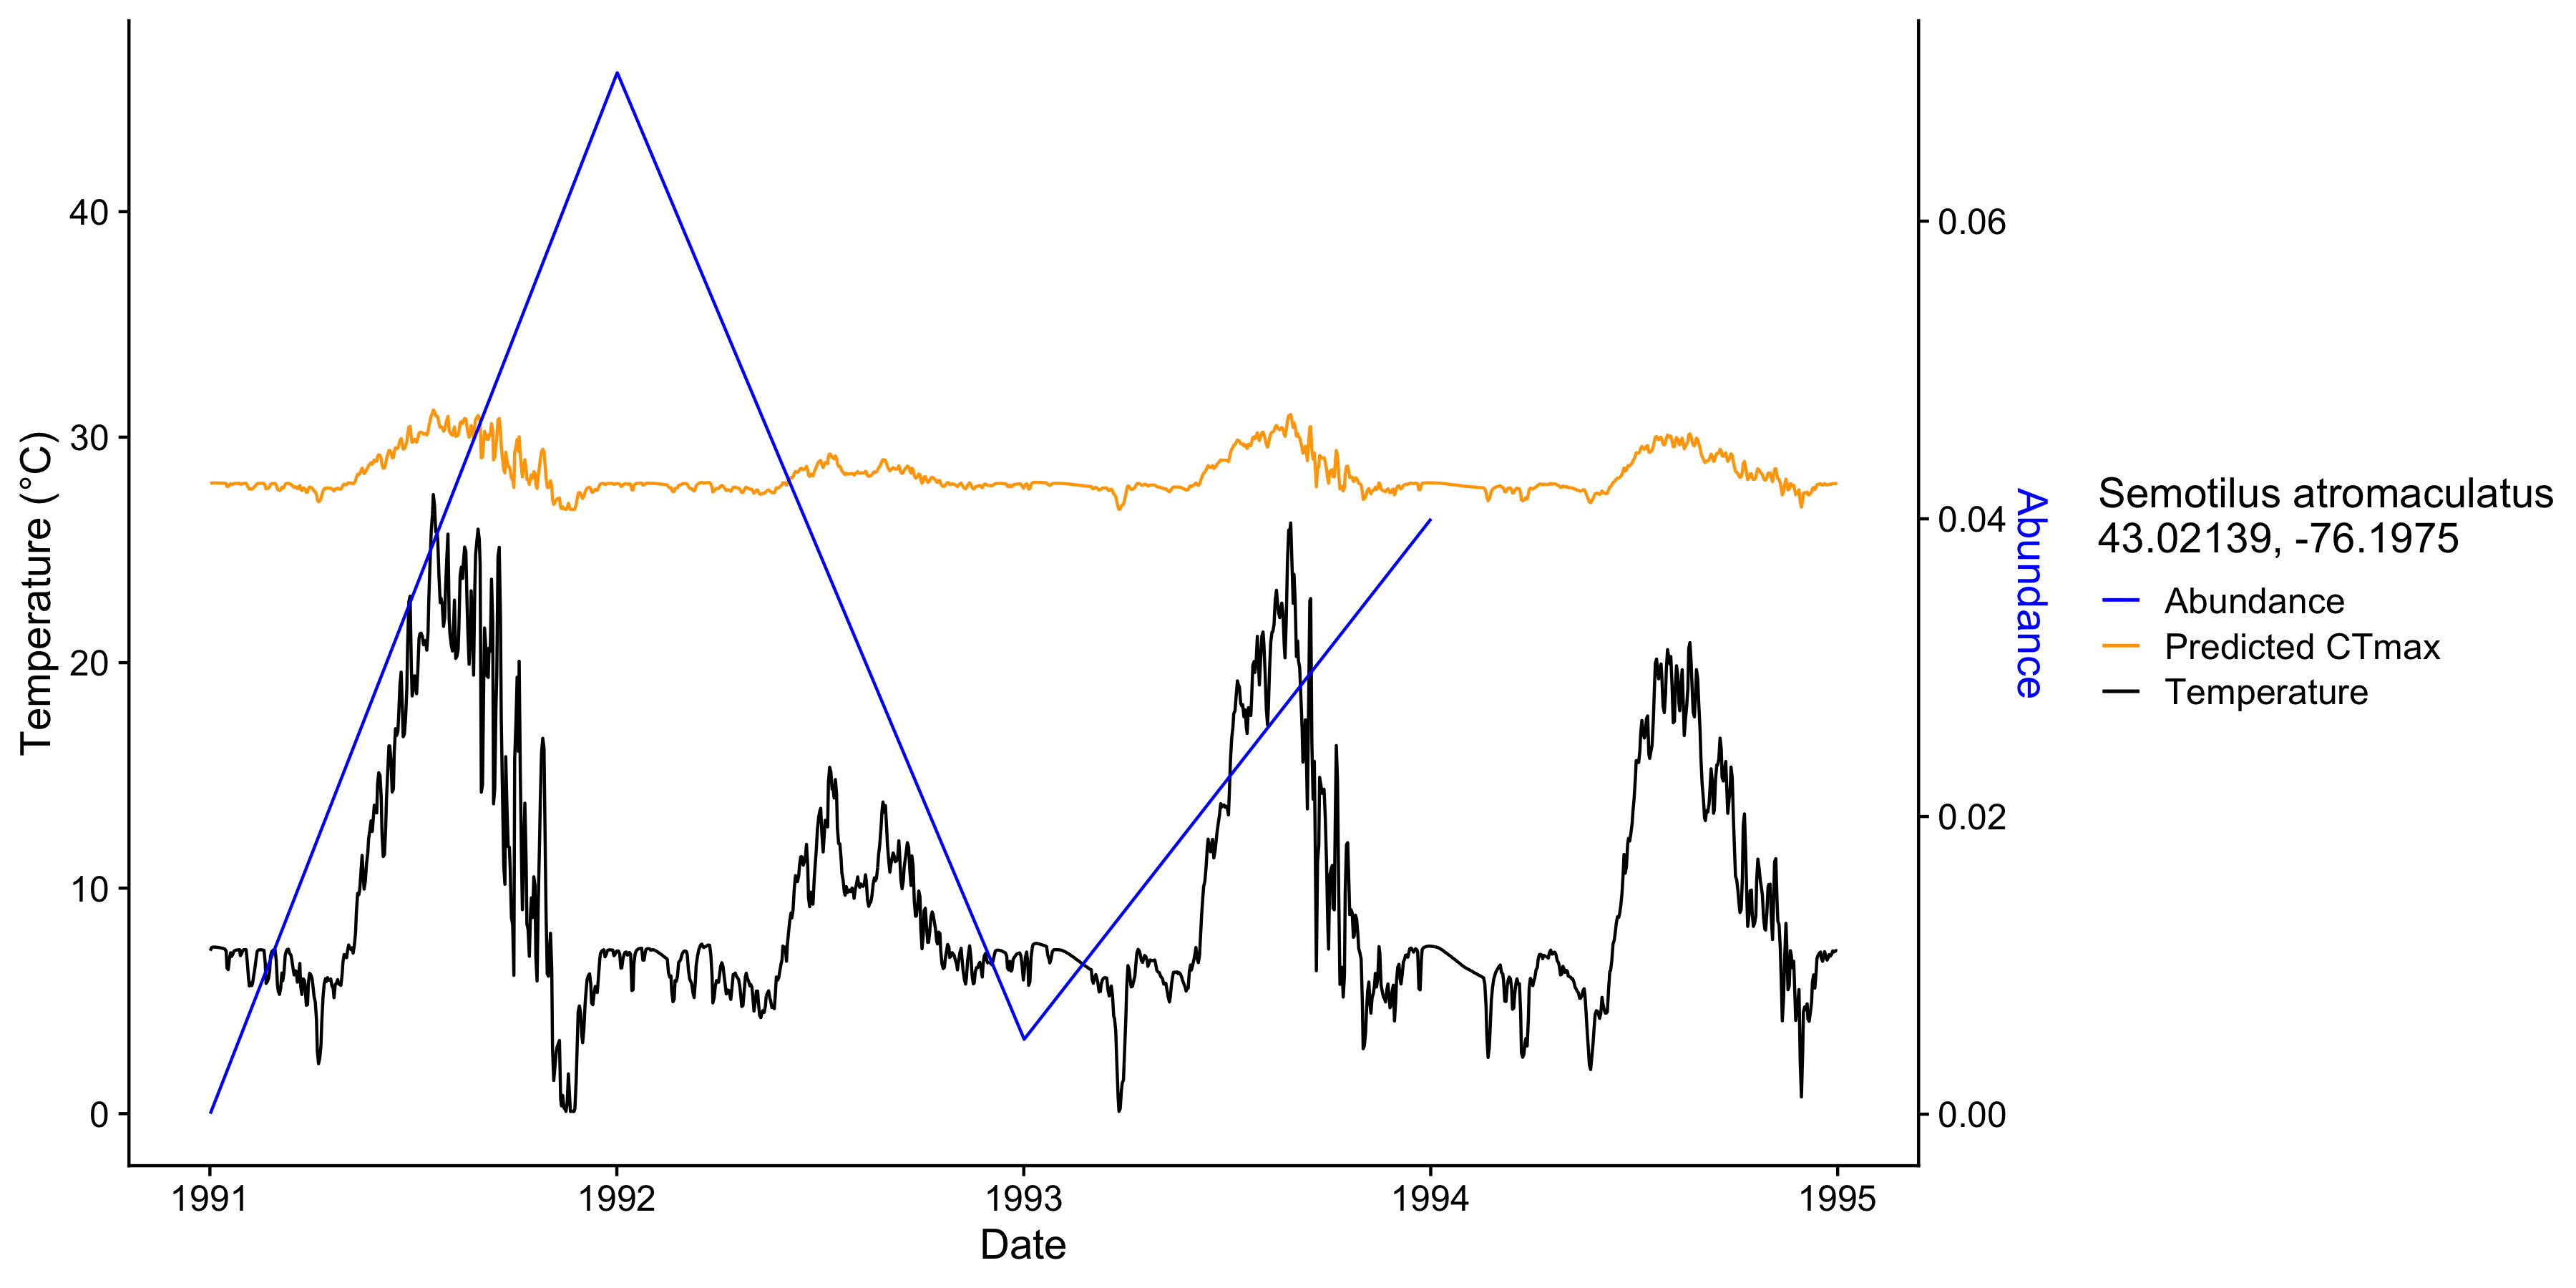 Temperature (°C)
40
30
20
10
0
1991
1992
1993
1994
1995
Date
0.06
0.04
0.02
0.00
Abundance
Semotilus atromaculatus
43.02139, -76.1975
Abundance
Predicted CTmax
Temperature